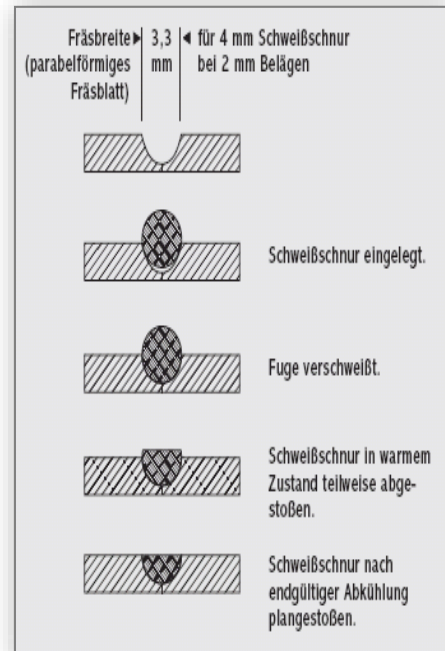 Fräsbreite▶ 3,3 ◀ für 4 mm Schweißschnur
(parabelförmiges mm bei 2 mm Belägen
Fräsblatt)
Schweißschnur eingelegt.
Fuge verschweißt.
Schweißschnur in warmem
Zustand teilweise abge-
stoßen.
Schweißschnur nach
endgültiger Abkühlung
plangestoßen.